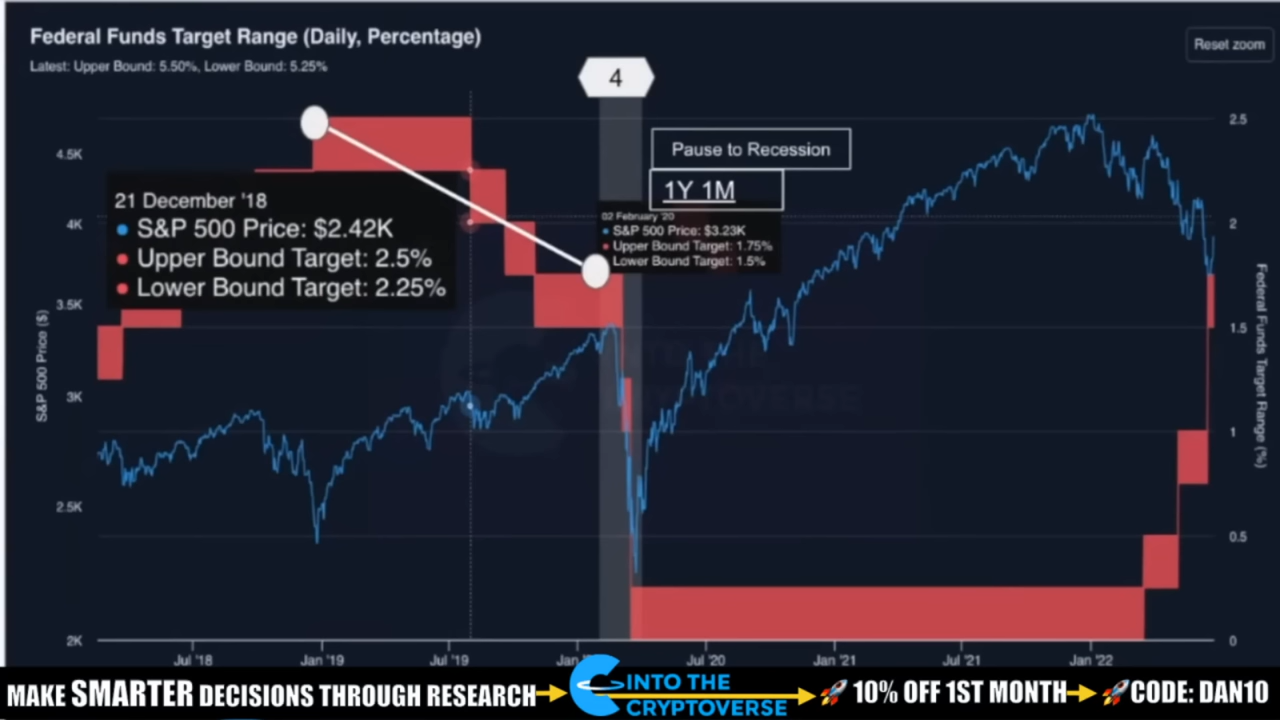 Federal Funds Target Range (Daily, Percentage)
Latest: Upper Bound: 5.50%, Lower Bound: 5.25%
Reset zoom
4
Pause to Recession
1Y 1M
21 December '18
S&P 500 Price: $2.42K
Upper Bound Target: 2.5%
Lower Bound Target: 2.25%
02 February '20
S&P 500 Price: $3.23K
Upper Bound Target: 1.75%
Lower Bound Target: 1.5%
S&P 500 Price ($)
4.5K
4K
3.5K
3K
2.5K
2K
2.5
2
1.5
1
0.5
0
Federal Funds Target Range (%)
Jul '18
Jan '19
Jul '19
Jul '20
Jan '21
Jul '21
Jan '22
MAKE SMARTER DECISIONS THROUGH RESEARCH
INTO THE
CRYPTOVERSE
10% OFF 1ST MONTH
CODE: DAN10